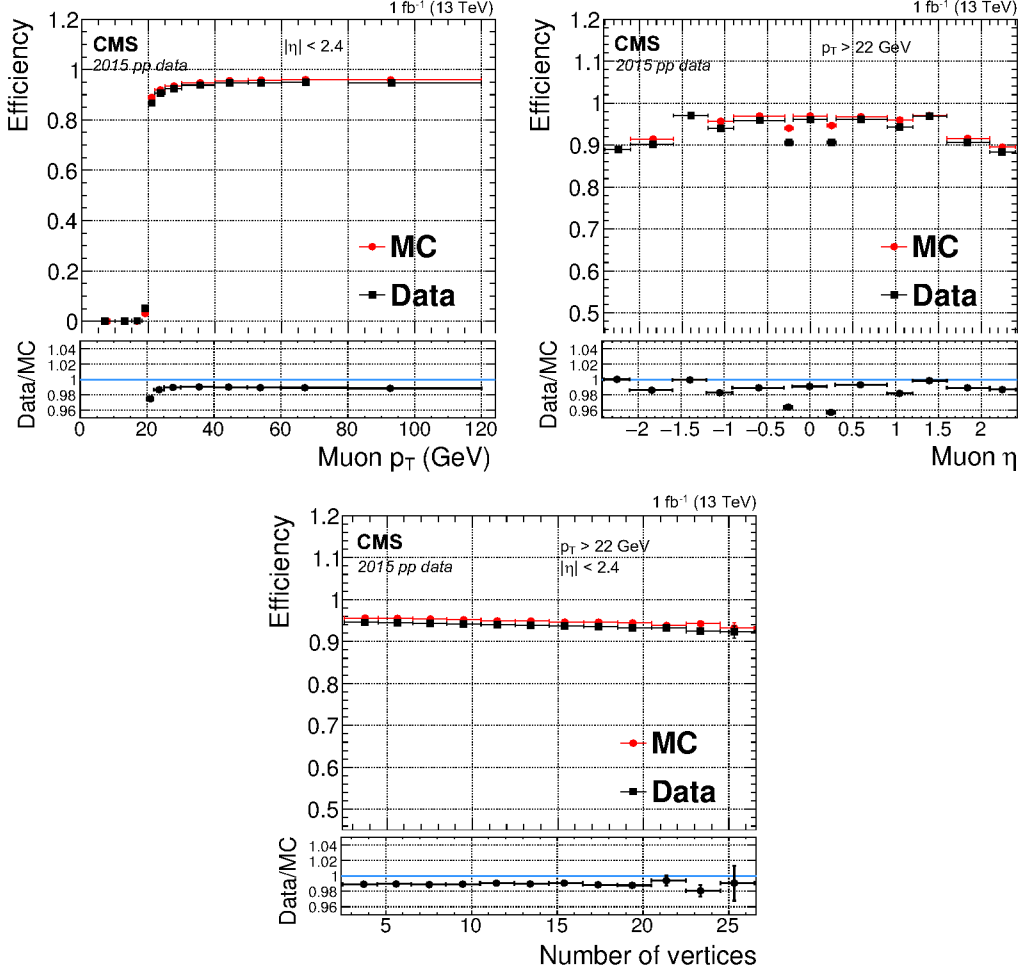 1 fb⁻¹ (13 TeV)
Efficiency
1.2
1
0.8
0.6
0.4
0.2
0
CMS
2015 pp data
|η| < 2.4
MC
Data
Data/MC
1.04
1.02
1
0.98
0.96
0 20 40 60 80 100 120
Muon p_T (GeV)
1 fb⁻¹ (13 TeV)
Efficiency
1.2
1.1
1
0.9
0.8
0.7
0.6
0.5
CMS
2015 pp data
p_T > 22 GeV
MC
Data
Data/MC
1.04
1.02
1
0.98
0.96
−2 −1.5 −1 −0.5 0 0.5 1 1.5 2
Muon η
1 fb⁻¹ (13 TeV)
Efficiency
1.2
1.1
1
0.9
0.8
0.7
0.6
0.5
CMS
2015 pp data
p_T > 22 GeV
|η| < 2.4
MC
Data
Data/MC
1.04
1.02
1
0.98
0.96
5 10 15 20 25
Number of vertices